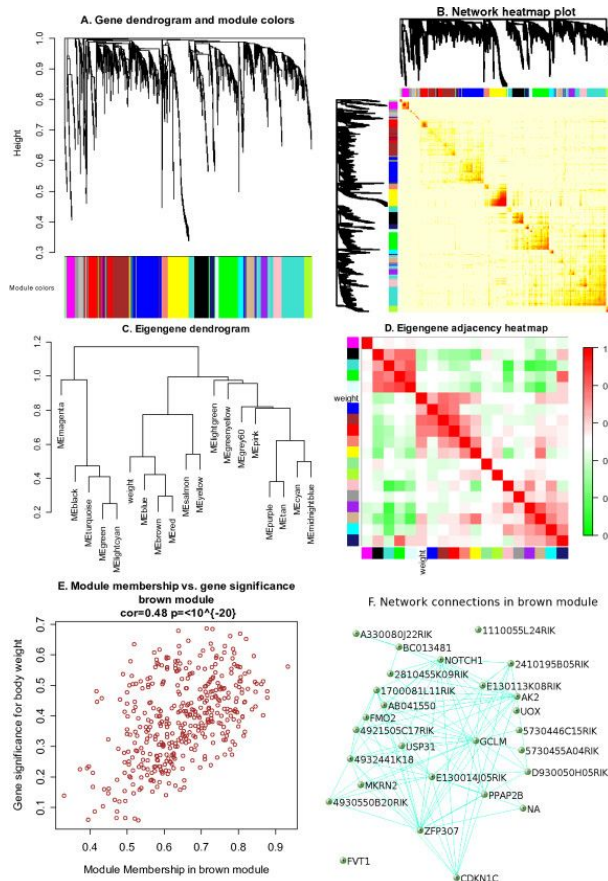 A. Gene dendrogram and module colors
Height
0.3 0.4 0.5 0.6 0.7 0.8 0.9 1.0
Module colors
B. Network heatmap plot
C. Eigengene dendrogram
0.2 0.4 0.6 0.8 1.0 1.2
MEmagenta
MEblack
MEturquoise
MEgreen
MElightcyan
weight
MEblue
MEbrown
MEred
MEsalmon
MEyellow
MElightgreen
MEgreenyellow
MEgrey60
MEpink
MEpurple
MEtan
MEcyan
MEmidnightblue
D. Eigengene adjacency heatmap
weight
weight
E. Module membership vs. gene significance
brown module
cor=0.48 p=<10^{-20}
Gene significance for body weight
0.1 0.2 0.3 0.4 0.5 0.6 0.7
0.4 0.5 0.6 0.7 0.8 0.9
Module Membership in brown module
F. Network connections in brown module
A330080J22RIK
1110055L24RIK
BC013481
NOTCH1
2410195B05RIK
2810455K09RIK
E130113K08RIK
1700081L11RIK
AK2
AB041550
UOX
FMO2
4921505C17RIK
5730446C15RIK
GCLM
USP31
5730455A04RIK
4932441K18
D930050H05RIK
E130014J05RIK
MKRN2
PPAP2B
4930550B20RIK
NA
ZFP307
FVT1
CDKN1C